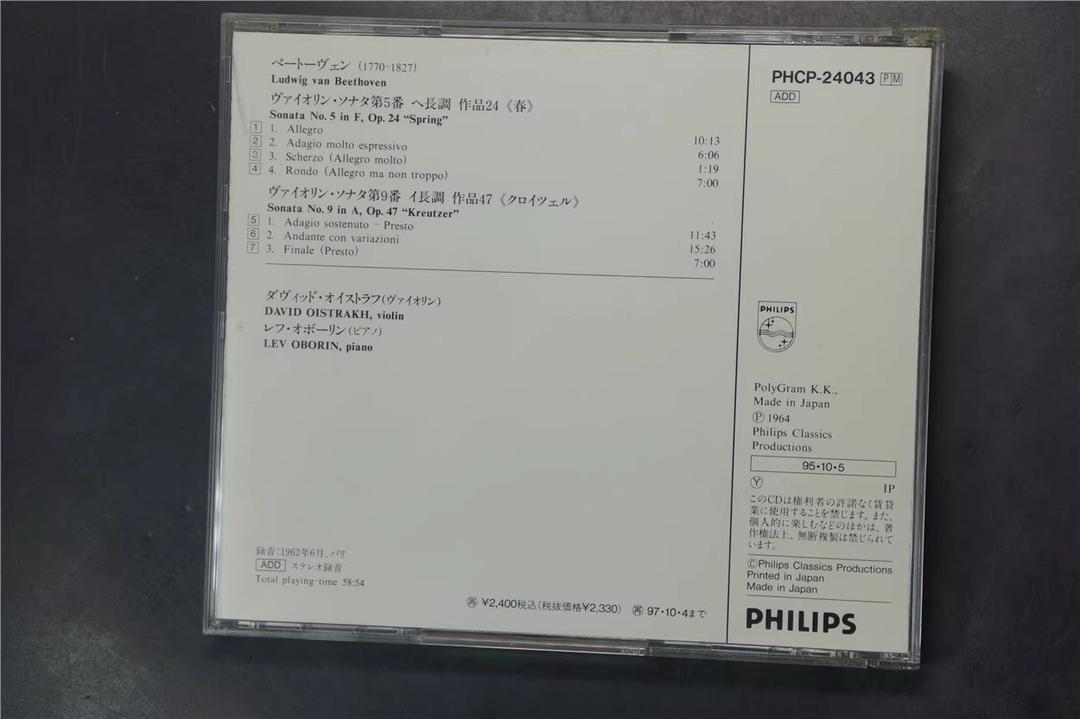 ベートーヴェン (1770-1827)
Ludwig van Beethoven
ヴァイオリン・ソナタ第5番 ヘ長調 作品24《春》
Sonata No. 5 in F, Op. 24 “Spring”
1 1. Allegro 10:13
2 2. Adagio molto espressivo 6:06
3 3. Scherzo (Allegro molto) 1:19
4 4. Rondo (Allegro ma non troppo) 7:00
ヴァイオリン・ソナタ第9番 イ長調 作品47《クロイツェル》
Sonata No. 9 in A, Op. 47 “Kreutzer”
5 1. Adagio sostenuto - Presto 11:43
6 2. Andante con variazioni 15:26
7 3. Finale (Presto) 7:00
ダヴィッド・オイストラフ(ヴァイオリン)
DAVID OISTRAKH, violin
レフ・オボーリン(ピアノ)
LEV OBORIN, piano
録音:1962年6月、パリ
ADD ステレオ録音
Total playing-time 58:54
再 ¥2,400税込(税抜価格¥2,330) 再 97・10・4まで
PHCP-24043 PM
ADD
PHILIPS
PolyGram K.K.,
Made in Japan
Ⓟ 1964
Philips Classics
Productions
95・10・5
Ⓨ
IP
このCDは権利者の許諾なく賃貸
業に使用することを禁じます。また、
個人的に楽しむなどのほかは、著
作権法上、無断複製は禁じられて
います。
©Philips Classics Productions
Printed in Japan
Made in Japan
PHILIPS